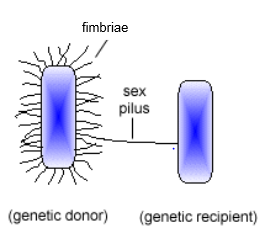 fimbriae
sex
pilus
(genetic donor)
(genetic recipient)